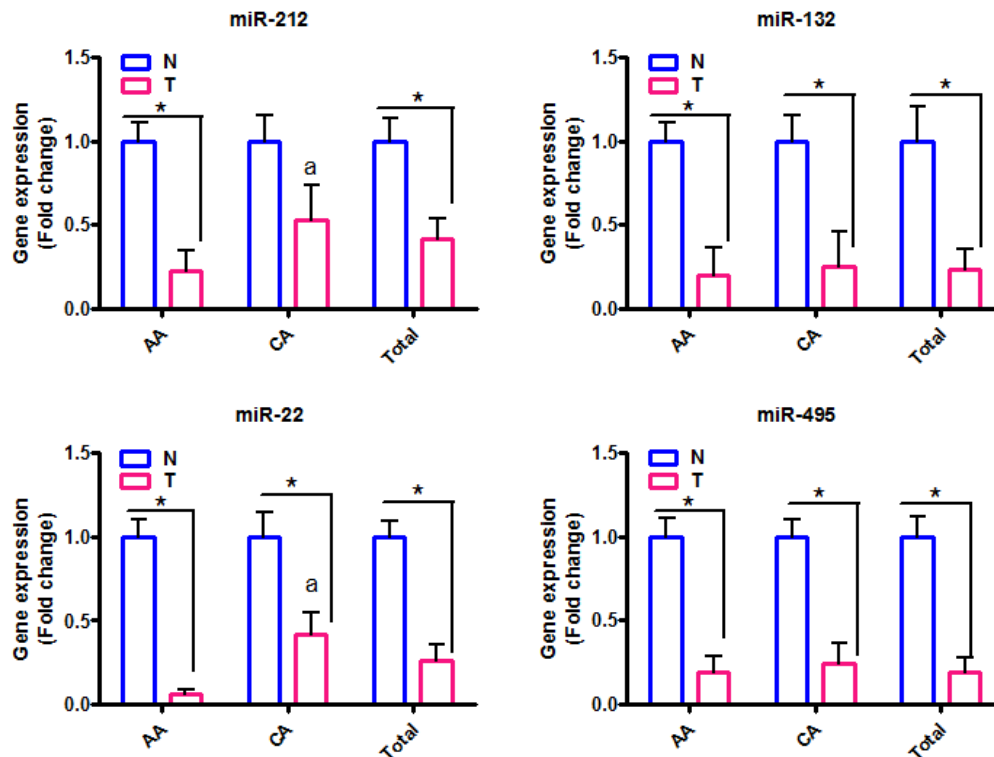 miR-212
Gene expression
(Fold change)
1.5
1.0
0.5
0.0
N
T
*
a
*
AA
CA
Total
miR-132
Gene expression
(Fold change)
1.5
1.0
0.5
0.0
N
T
*
*
*
AA
CA
Total
miR-22
Gene expression
(Fold change)
1.5
1.0
0.5
0.0
N
T
*
*
a
*
AA
CA
Total
miR-495
Gene expression
(Fold change)
1.5
1.0
0.5
0.0
N
T
*
*
*
AA
CA
Total